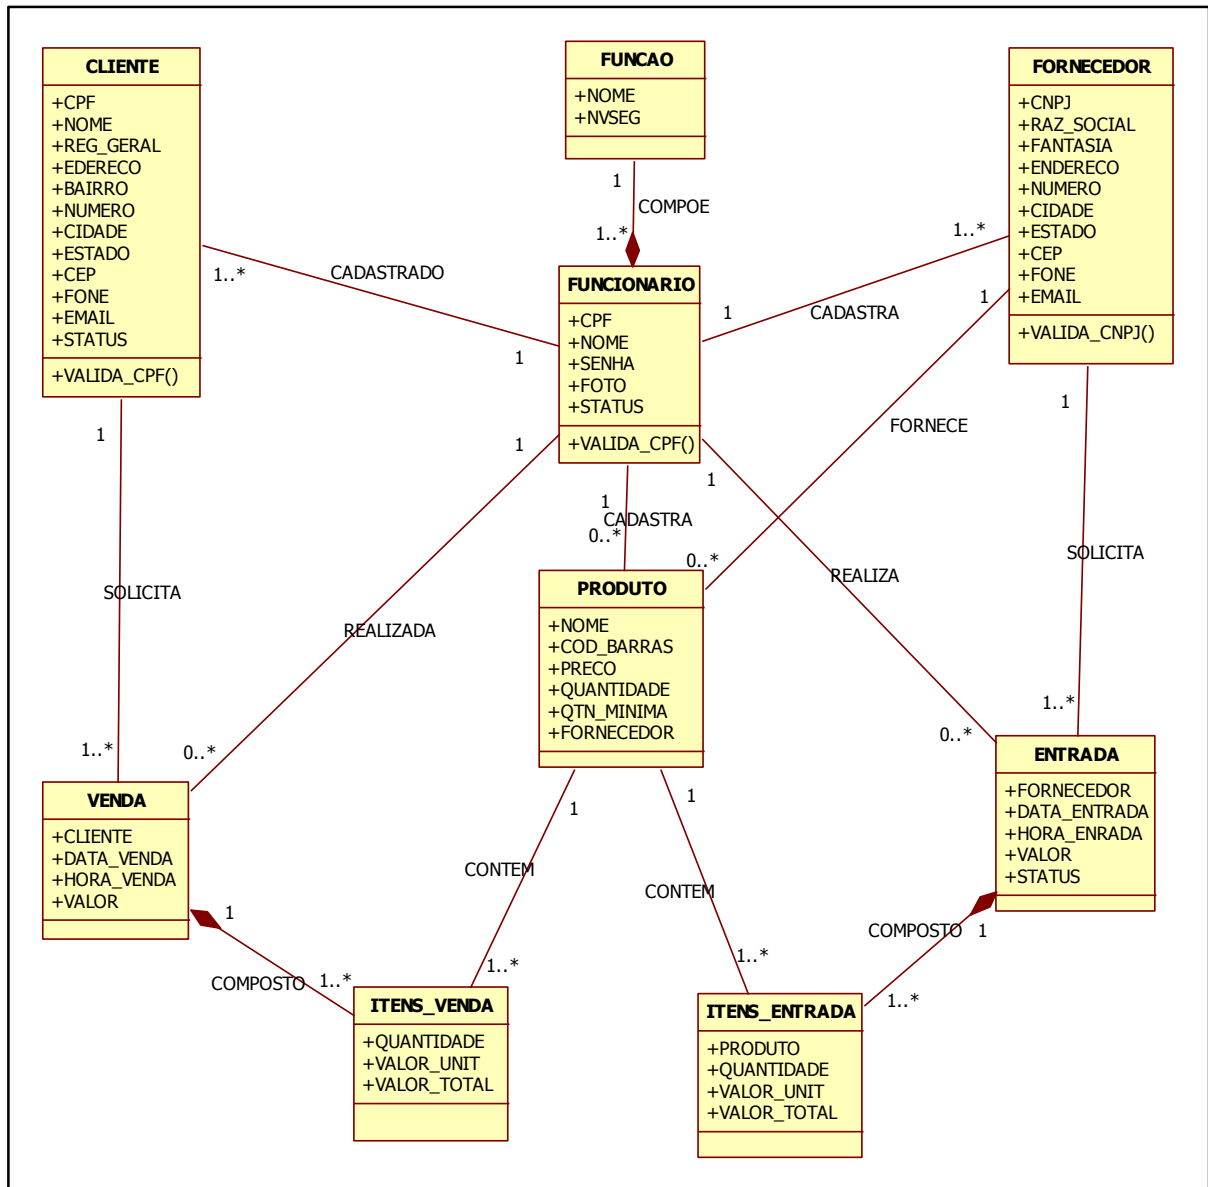 CLIENTE
+CPF
+NOME
+REG_GERAL
+EDERECO
+BAIRRO
+NUMERO
+CIDADE
+ESTADO
+CEP
+FONE
+EMAIL
+STATUS
+VALIDA_CPF()
FUNCAO
+NOME
+NVSEG
FORNECEDOR
+CNPJ
+RAZ_SOCIAL
+FANTASIA
+ENDERECO
+NUMERO
+CIDADE
+ESTADO
+CEP
+FONE
+EMAIL
+VALIDA_CNPJ()
1
COMPOE
1..*
1..*
CADASTRADO
1
1..*
CADASTRA
1
FUNCIONARIO
+CPF
+NOME
+SENHA
+FOTO
+STATUS
+VALIDA_CPF()
1
FORNECE
0..*
1
SOLICITA
1..*
1
REALIZADA
0..*
1
CADASTRA
0..*
1
REALIZA
0..*
1
SOLICITA
1..*
PRODUTO
+NOME
+COD_BARRAS
+PRECO
+QUANTIDADE
+QTN_MINIMA
+FORNECEDOR
VENDA
+CLIENTE
+DATA_VENDA
+HORA_VENDA
+VALOR
ENTRADA
+FORNECEDOR
+DATA_ENTRADA
+HORA_ENRADA
+VALOR
+STATUS
1
COMPOSTO
1..*
1
CONTEM
1..*
1
CONTEM
1..*
1
COMPOSTO
1..*
ITENS_VENDA
+QUANTIDADE
+VALOR_UNIT
+VALOR_TOTAL
ITENS_ENTRADA
+PRODUTO
+QUANTIDADE
+VALOR_UNIT
+VALOR_TOTAL